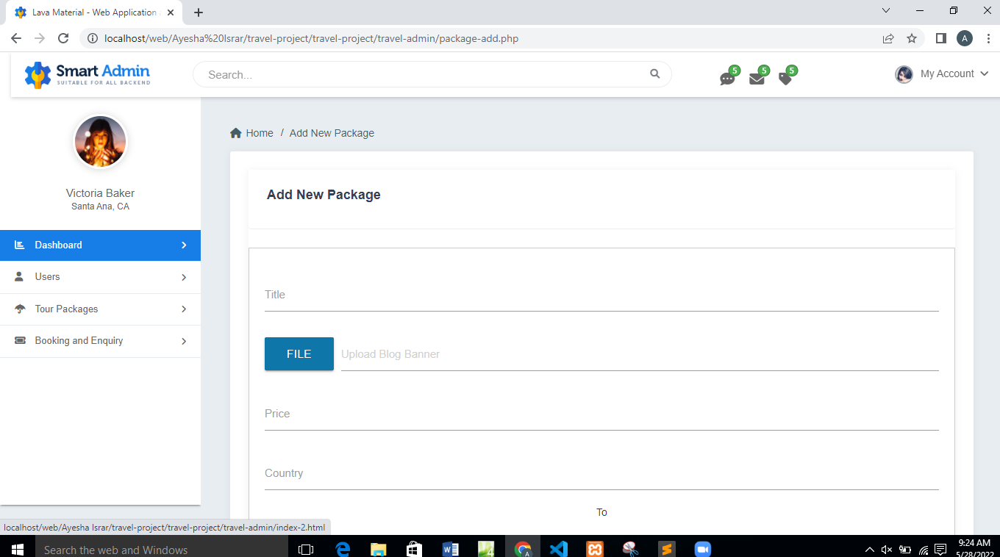 Lava Material - Web Application
localhost/web/Ayesha%20Israr/travel-project/travel-project/travel-admin/package-add.php
A
Smart Admin
SUITABLE FOR ALL BACKEND
Search...
5
5
5
My Account
Victoria Baker
Santa Ana, CA
Dashboard
Users
Tour Packages
Booking and Enquiry
Home / Add New Package
Add New Package
Title
FILE
Upload Blog Banner
Price
Country
To
localhost/web/Ayesha Israr/travel-project/travel-project/travel-admin/index-2.html
Search the web and Windows
9:24 AM
5/28/2022